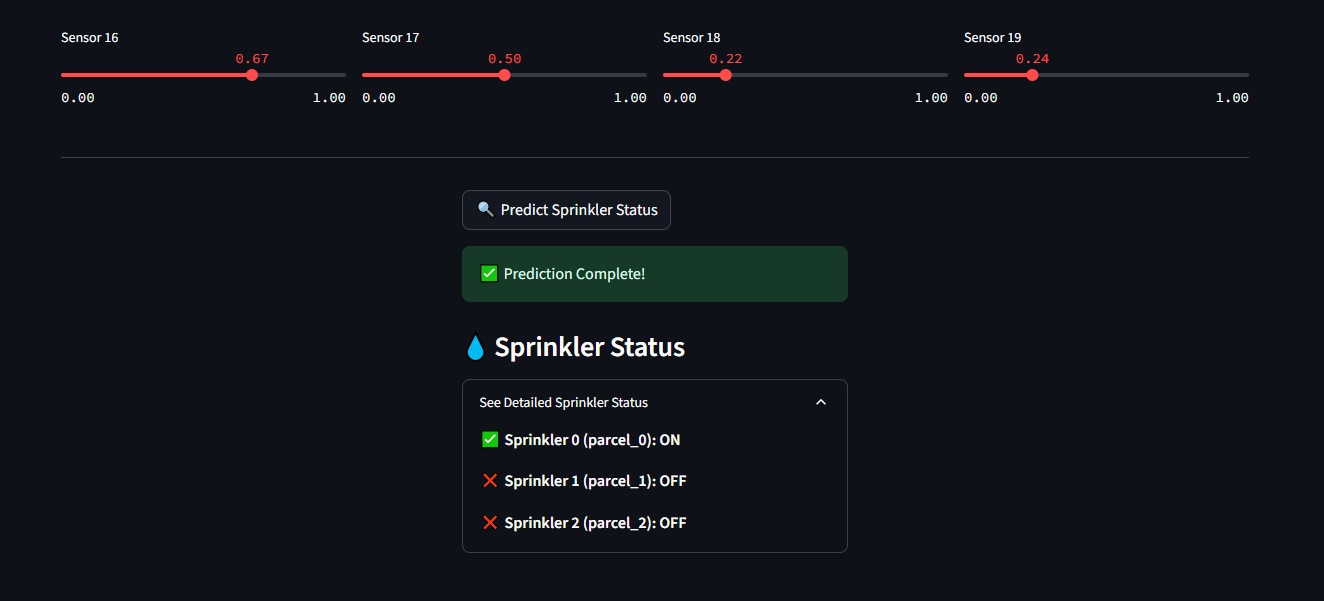 Sensor 16 Sensor 17 Sensor 18 Sensor 19
0.67 0.50 0.22 0.24
0.00 1.00 0.00 1.00 0.00 1.00 0.00 1.00
🔍 Predict Sprinkler Status
✅ Prediction Complete!
💧 Sprinkler Status
See Detailed Sprinkler Status
✅ Sprinkler 0 (parcel_0): ON
❌ Sprinkler 1 (parcel_1): OFF
❌ Sprinkler 2 (parcel_2): OFF